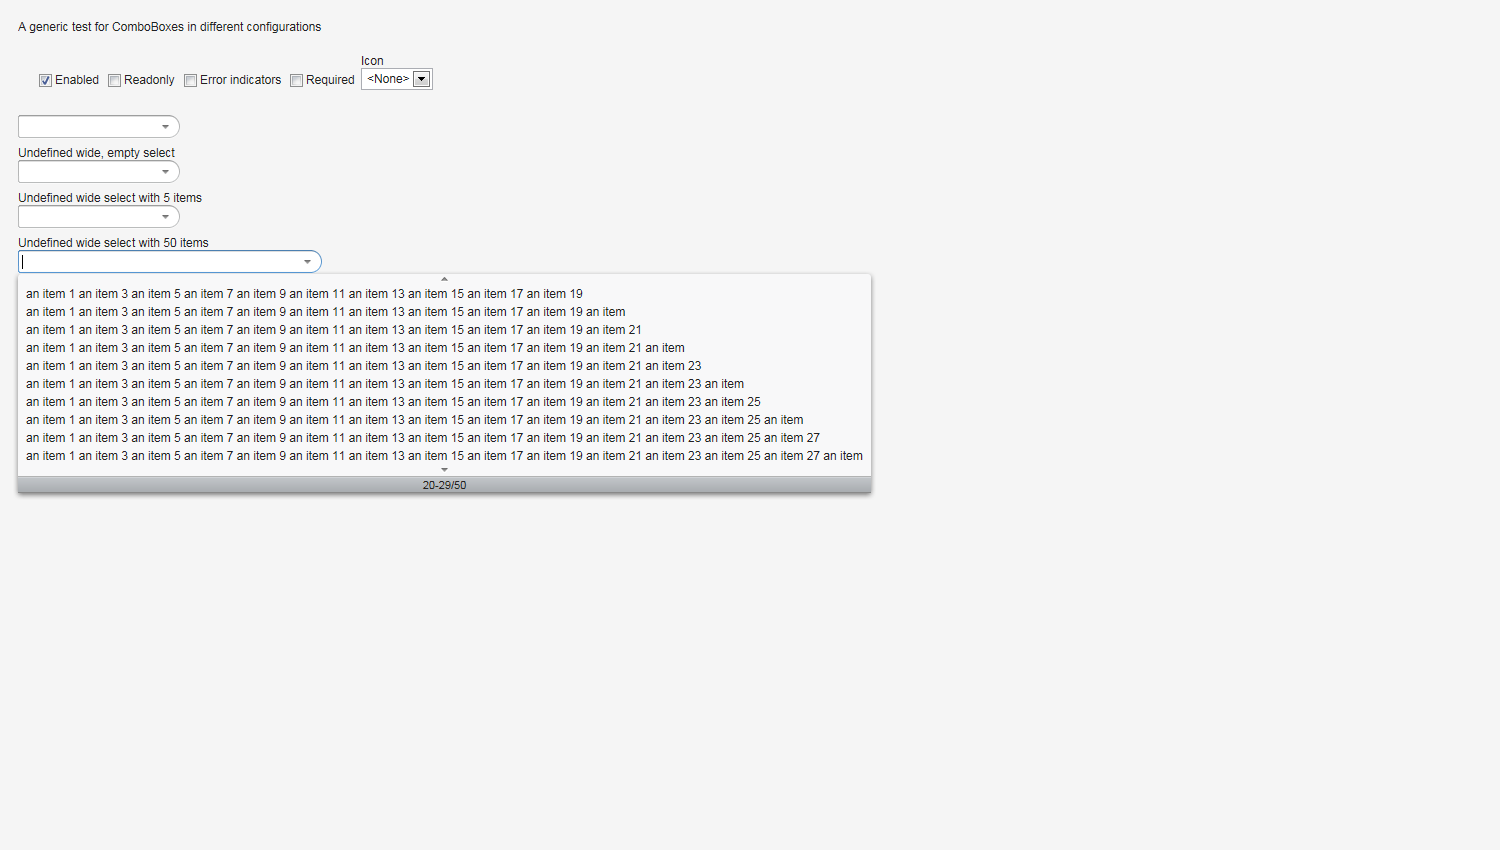 A generic test for ComboBoxes in different configurations
Icon
Enabled Readonly Error indicators Required <None>
Undefined wide, empty select
Undefined wide select with 5 items
Undefined wide select with 50 items
an item 1 an item 3 an item 5 an item 7 an item 9 an item 11 an item 13 an item 15 an item 17 an item 19
an item 1 an item 3 an item 5 an item 7 an item 9 an item 11 an item 13 an item 15 an item 17 an item 19 an item
an item 1 an item 3 an item 5 an item 7 an item 9 an item 11 an item 13 an item 15 an item 17 an item 19 an item 21
an item 1 an item 3 an item 5 an item 7 an item 9 an item 11 an item 13 an item 15 an item 17 an item 19 an item 21 an item
an item 1 an item 3 an item 5 an item 7 an item 9 an item 11 an item 13 an item 15 an item 17 an item 19 an item 21 an item 23
an item 1 an item 3 an item 5 an item 7 an item 9 an item 11 an item 13 an item 15 an item 17 an item 19 an item 21 an item 23 an item
an item 1 an item 3 an item 5 an item 7 an item 9 an item 11 an item 13 an item 15 an item 17 an item 19 an item 21 an item 23 an item 25
an item 1 an item 3 an item 5 an item 7 an item 9 an item 11 an item 13 an item 15 an item 17 an item 19 an item 21 an item 23 an item 25 an item
an item 1 an item 3 an item 5 an item 7 an item 9 an item 11 an item 13 an item 15 an item 17 an item 19 an item 21 an item 23 an item 25 an item 27
an item 1 an item 3 an item 5 an item 7 an item 9 an item 11 an item 13 an item 15 an item 17 an item 19 an item 21 an item 23 an item 25 an item 27 an item
20-29/50